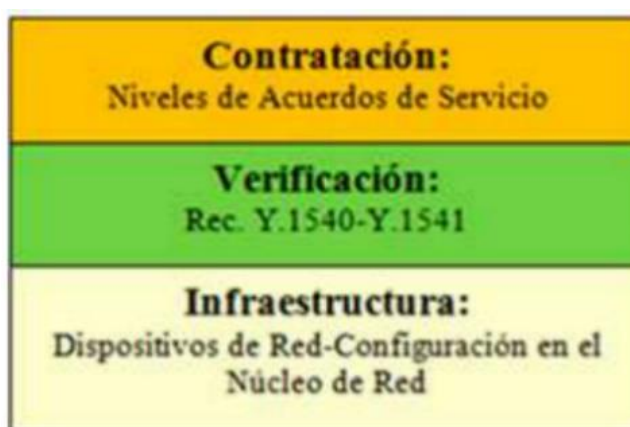 Contratación:
Niveles de Acuerdos de Servicio
Verificación:
Rec. Y.1540-Y.1541
Infraestructura:
Dispositivos de Red-Configuración en el
Núcleo de Red